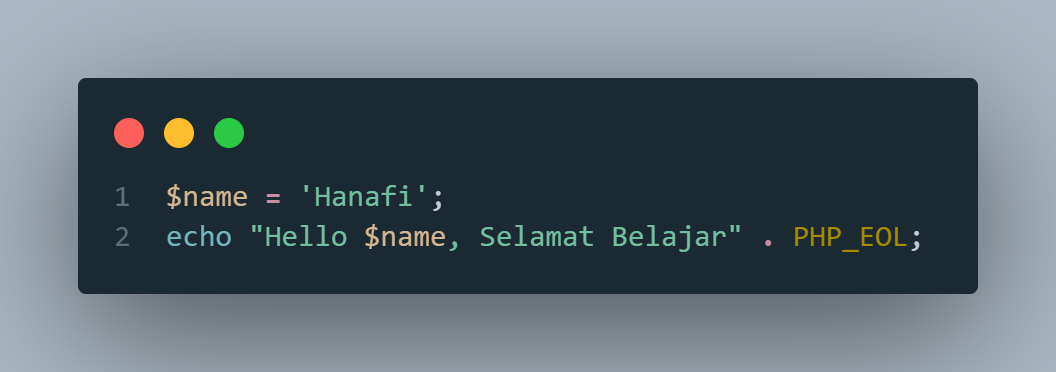 1 $name = 'Hanafi';
2 echo "Hello $name, Selamat Belajar" . PHP_EOL;